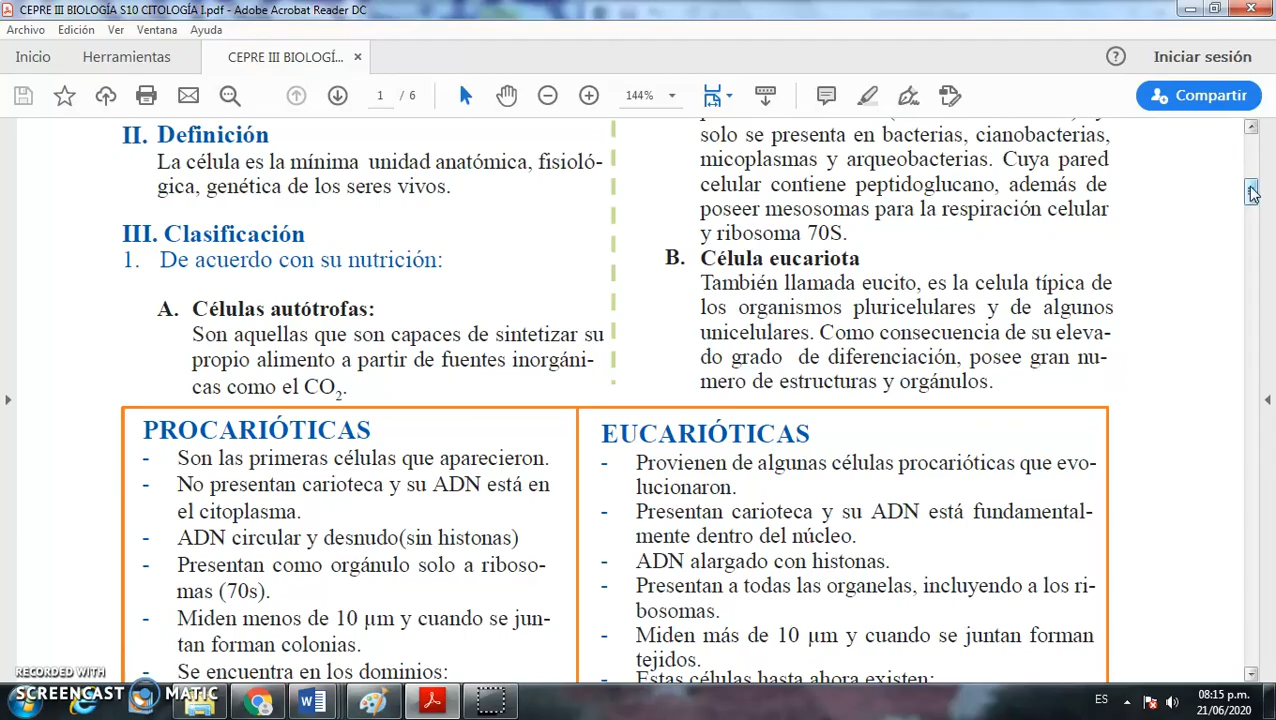 CEPRE III BIOLOGÍA S10 CITOLOGÍA I.pdf - Adobe Acrobat Reader DC
Archivo Edición Ver Ventana Ayuda
Inicio Herramientas CEPRE III BIOLOGÍ... × Iniciar sesión
1 / 6 144% Compartir
II. Definición
La célula es la mínima unidad anatómica, fisioló-
gica, genética de los seres vivos.
III. Clasificación
1. De acuerdo con su nutrición:
A. Células autótrofas:
Son aquellas que son capaces de sintetizar su
propio alimento a partir de fuentes inorgáni-
cas como el CO2.
solo se presenta en bacterias, cianobacterias,
micoplasmas y arqueobacterias. Cuya pared
celular contiene peptidoglucano, además de
poseer mesosomas para la respiración celular
y ribosoma 70S.
B. Célula eucariota
También llamada eucito, es la celula típica de
los organismos pluricelulares y de algunos
unicelulares. Como consecuencia de su eleva-
do grado de diferenciación, posee gran nu-
mero de estructuras y orgánulos.
PROCARIÓTICAS
- Son las primeras células que aparecieron.
- No presentan carioteca y su ADN está en
el citoplasma.
- ADN circular y desnudo(sin histonas)
- Presentan como orgánulo solo a riboso-
mas (70s).
- Miden menos de 10 µm y cuando se jun-
tan forman colonias.
- Se encuentra en los dominios:
EUCARIÓTICAS
- Provienen de algunas células procarióticas que evo-
lucionaron.
- Presentan carioteca y su ADN está fundamental-
mente dentro del núcleo.
- ADN alargado con histonas.
- Presentan a todas las organelas, incluyendo a los ri-
bosomas.
- Miden más de 10 µm y cuando se juntan forman
tejidos.
- Estas células hasta ahora existen:
RECORDED WITH
SCREENCAST MATIC
ES
08:15 p.m.
21/06/2020